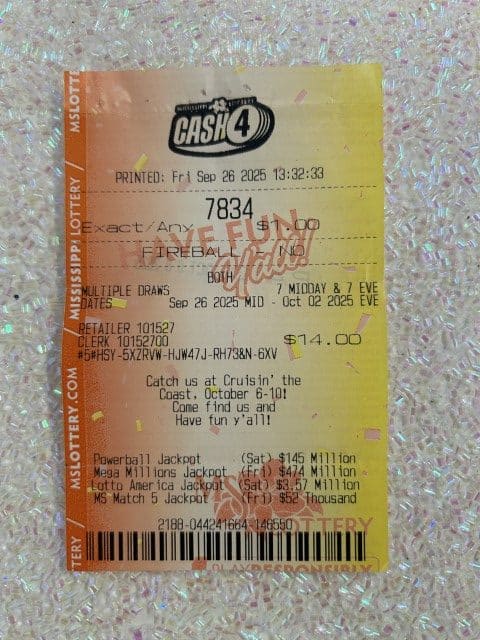 MISSISSIPPI LOTTERY
CASH 4
PRINTED: Fri Sep 26 2025 13:32:33
7834
Exact/Any $1.00
FIREBALL NO
HAVE FUN
Y'all!
BOTH
MULTIPLE DRAWS 7 MIDDAY & 7 EVE
DATES Sep 26 2025 MID - Oct 02 2025 EVE
RETAILER 101527
CLERK 10152700 $14.00
#5#HSY-5XZRVW-HJW47J-RH73&N-6XV
Catch us at Cruisin' the
Coast, October 6-10!
Come find us and
Have fun y'all!
Powerball Jackpot (Sat) $145 Million
Mega Millions Jackpot (Fri) $474 Million
Lotto America Jackpot (Sat) $3.57 Million
MS Match 5 Jackpot (Fri) $52 Thousand
LOTTERY
2188-044241664-146550
PLAY RESPONSIBLY
MSLOTTE
MISSISSIPPI LOTTERY /
MSLOTTERY.COM /
TTERY /